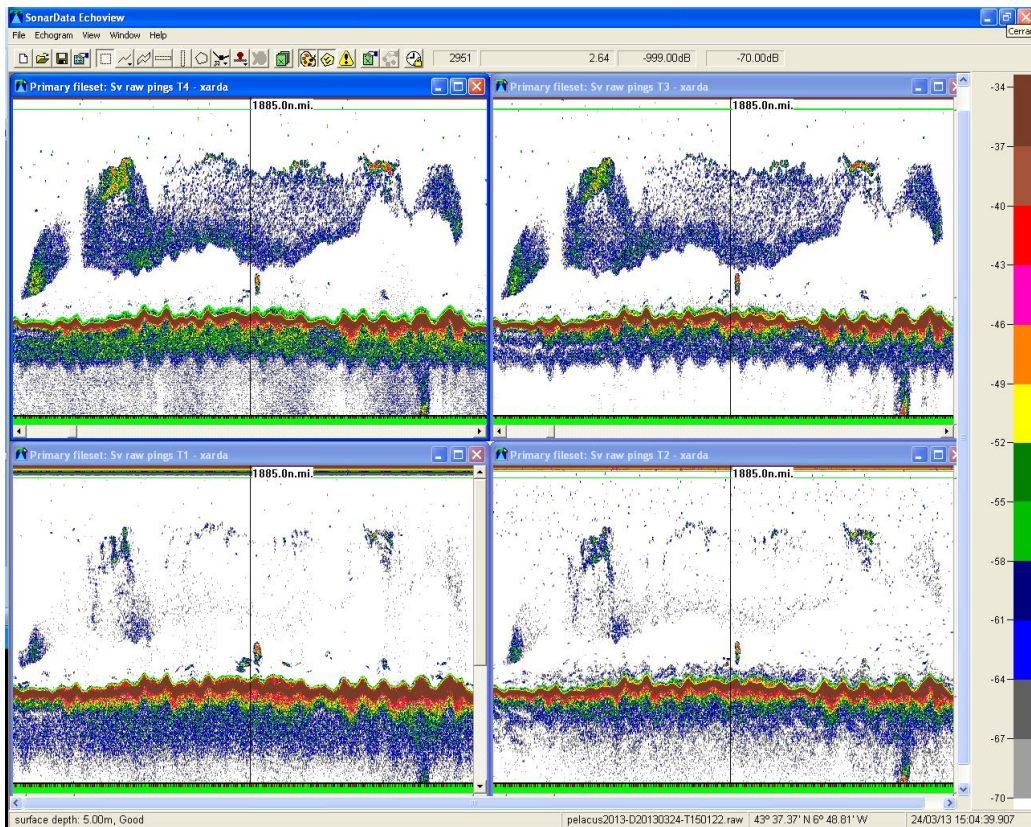 SonarData Echoview
Cerrar
File Echogram View Window Help
2951 2.64 -999.00dB -70.00dB
Primary fileset: Sv raw pings T4 - xarda
1885.0n.mi.
Primary fileset: Sv raw pings T3 - xarda
1885.0n.mi.
Primary fileset: Sv raw pings T1 - xarda
1885.0n.mi.
Primary fileset: Sv raw pings T2 - xarda
1885.0n.mi.
-34
-37
-40
-43
-46
-49
-52
-55
-58
-61
-64
-67
-70
surface depth: 5.00m, Good
pelacus2013-D20130324-T150122.raw 43º 37.37' N 6º 48.81' W 24/03/13 15:04:39.907